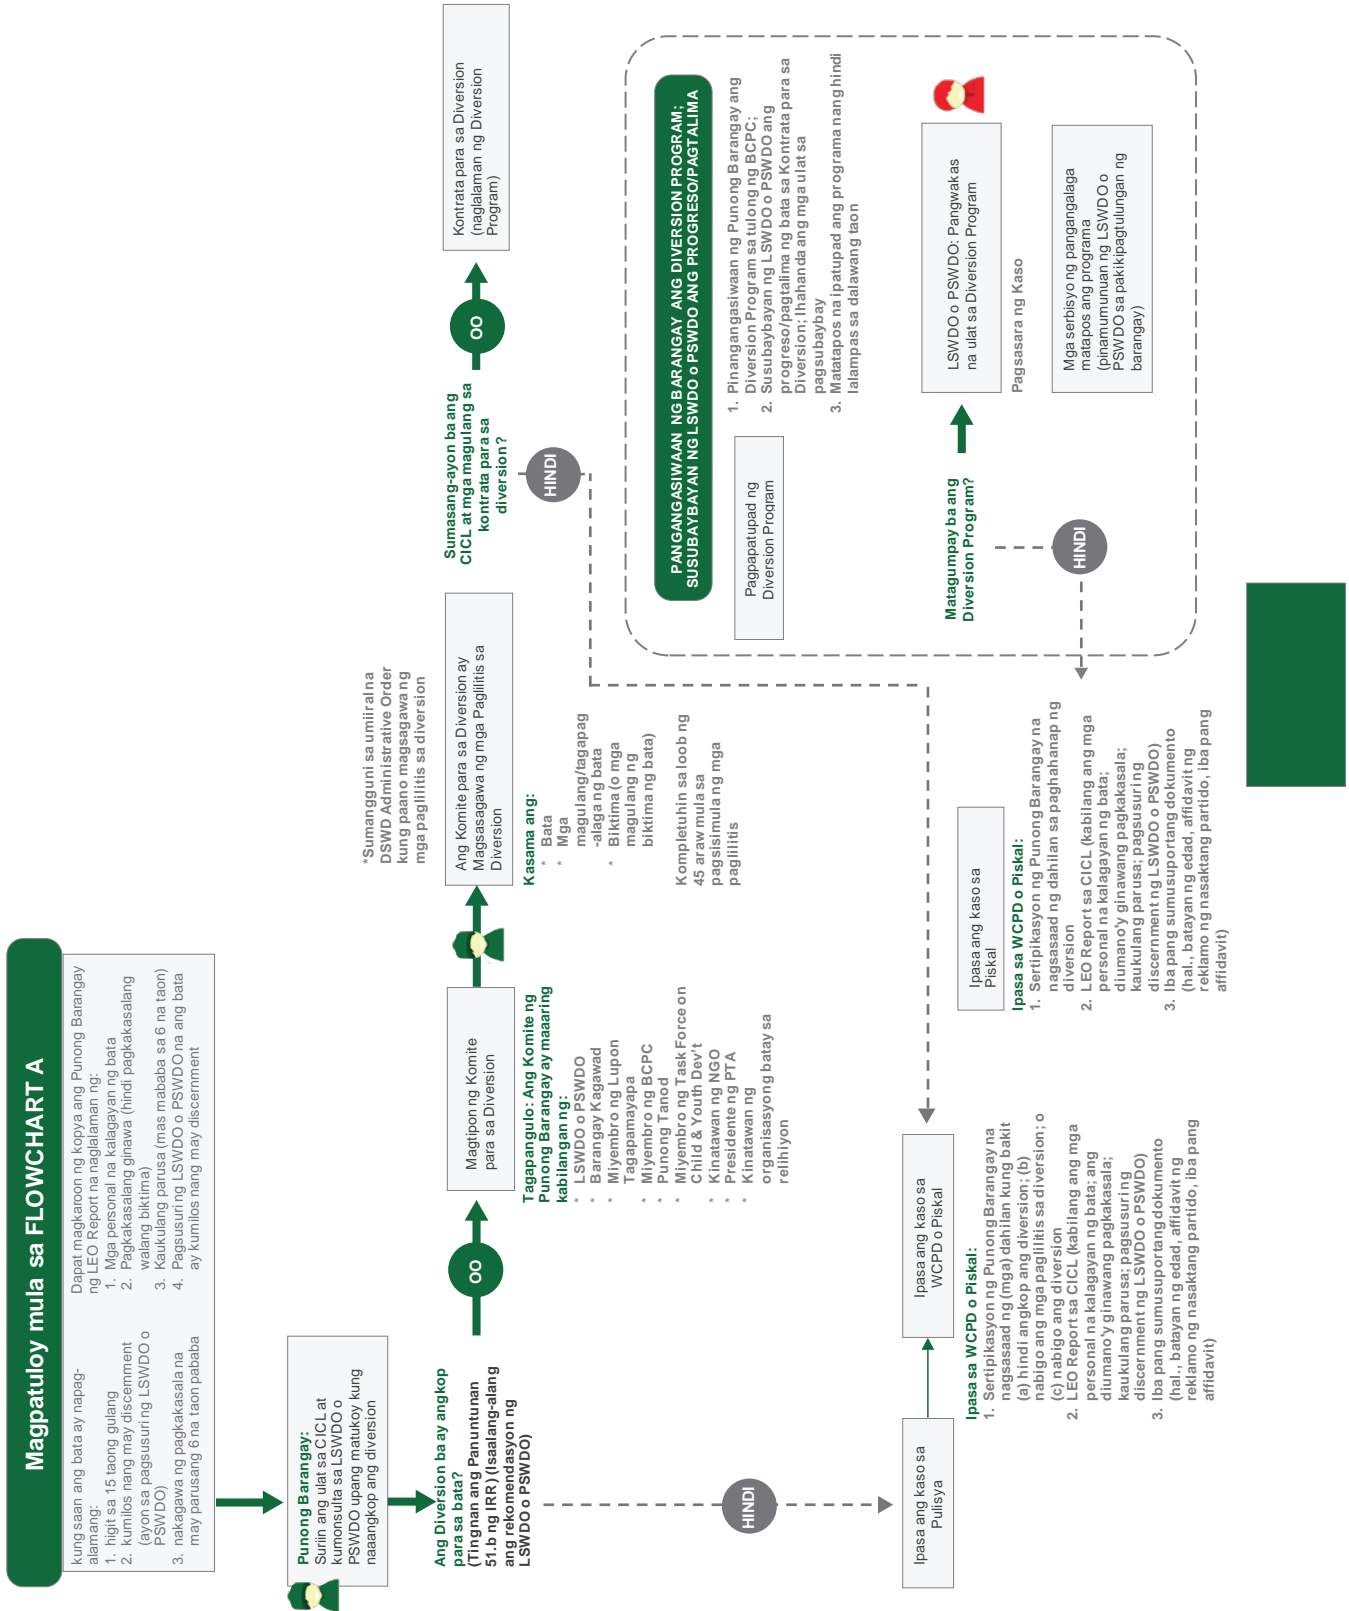 Magpatuloy mula sa FLOWCHART A
kung saan ang bata ay napag-
alamang:
1. higit sa 15 taong gulang
2. kumilos nang may discernment
(ayon sa pagsusuri ng LSWDO o
PSWDO)
3. nakagawa ng pagkakasala na
may parusang 6 na taon pababa
Dapat magkaroon ng kopya ang Punong Barangay
ng LEO Report na naglalaman ng:
1. Mga personal na kalagayan ng bata
2. Pagkakasalang ginawa (hindi pagkakasalang
walang biktima)
3. Kaukulang parusa (mas mababa sa 6 na taon)
4. Pagsusuring LSWDO o PSWDO na ang bata
ay kumilos nang may discernment
Punong Barangay:
Suriin ang ulat sa CICL at
kumonsulta sa LSWDO o
PSWDO upang matukoy kung
naaangkop ang diversion
Ang Diversion ba ay angkop
para sa bata?
(Tingnan ang Panuntunan
51.b ng IRR) (Isaalang-alang
ang rekomendasyon ng
LSWDO o PSWDO)
OO
Magtipon ng Komite
para sa Diversion
Tagapangulo: Ang Komite ng
Punong Barangay ay maaaring
kabilangan ng:
* LSWDO o PSWDO
* Barangay Kagawad
* Miyembro ng Lupon
Tagapamayapa
* Miyembro ng BCPC
* Punong Tanod
* Miyembro ng Task Force on
Child & Youth Dev't
* Kinatawan ng NGO
* Presidente ng PTA
* Kinatawan ng
organisasyong batay sa
relihiyon
*Sumangguni sa umiiral na
DSWD Administrative Order
kung paano magsagawa ng
mga paglilitis sa diversion
Ang Komite para sa Diversion ay
Magsasagawa ng mga Paglilitis sa
Diversion
Kasama ang:
* Bata
* Mga
magulang/tagapag
-alaga ng bata
* Biktima (o mga
magulang ng
biktima ng bata)
Kompletuhin sa loob ng
45 araw mula sa
pagsisimula ng mga
paglilitis
Sumasang-ayon ba ang
CICL at mga magulang sa
kontrata para sa
diversion?
OO
Kontrata para sa Diversion
(naglalaman ng Diversion
Program)
HINDI
PANGANGASIWAAN NG BARANGAY ANG DIVERSION PROGRAM;
SUSUBAYBAYAN NG LSWDO o PSWDO ANG PROGRESO/PAGTALIMA
Pagpapatupad ng
Diversion Program
1. Pinangangasiwaan ng Punong Barangay ang
Diversion Program sa tulong ng BCPC;
2. Susubaybayan ng LSWDO o PSWDO ang
progreso/pagtalima ng bata sa Kontrata para sa
Diversion; Ihahanda ang mga ulat sa
pagsubaybay
3. Matatapos na ipatupad ang programa nang hindi
lalampas sa dalawang taon
Matagumpay ba ang
Diversion Program?
LSWDO o PSWDO: Pangwakas
na ulat sa Diversion Program
Pagsasara ng Kaso
Mga serbisyo ng pangangalaga
matapos ang programa
(pinamumunuan ng LSWDO o
PSWDO sa pakikipagtulungan ng
barangay)
HINDI
HINDI
Ipasa ang kaso sa
Pulisya
Ipasa ang kaso sa
WCPD o Piskal
Ipasa sa WCPD o Piskal:
1. Sertipikasyon ng Punong Barangay na
nagsasaad ng (mga) dahilan kung bakit
(a) hiindi angkop ang diversion; (b)
nabigo ang mga paglilitis sa diversion; o
(c) nabigo ang diversion
2. LEO Report sa CICL (kabilang ang mga
personal na kalagayan ng bata; ang
diumano'y ginawang pagkakasala;
kaukulang parusa; pagsusuring
discernment ng LSWDO o PSWDO)
3. Iba pang sumusuportang dokumento
(hal., batayan ng edad, affidavit ng
reklamo ng nasaktang partido, iba pang
affidavit)
Ipasa ang kaso sa
Piskal
Ipasa sa WCPD o Piskal:
1. Sertipikasyon ng Punong Barangay na
nagsasaad ng dahilan sa paghahanap ng
diversion
2. LEO Report sa CICL (kabilang ang mga
personal na kalagayan ng bata;
diumano'y ginawang pagkakasala;
kaukulang parusa; pagsusuring
discernment ng LSWDO o PSWDO)
3. Iba pang sumusuportang dokumento
(hal., batayan ng edad, affidavit ng
reklamo ng nasaktang partido, iba pang
affidavit)